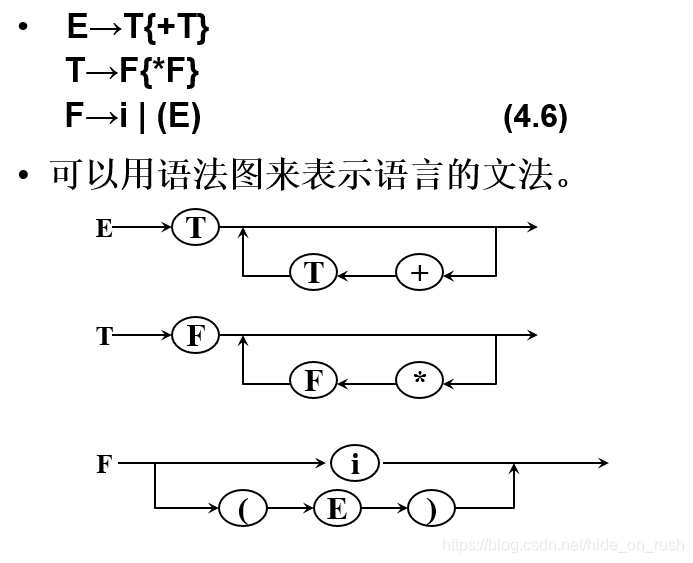 • E→T{+T}
T→F{*F}
F→i | (E) (4.6)
• 可以用语法图来表示语言的文法。
E T
T +
T F
F *
F i
( E )
https://blog.csdn.net/hide_on_rush